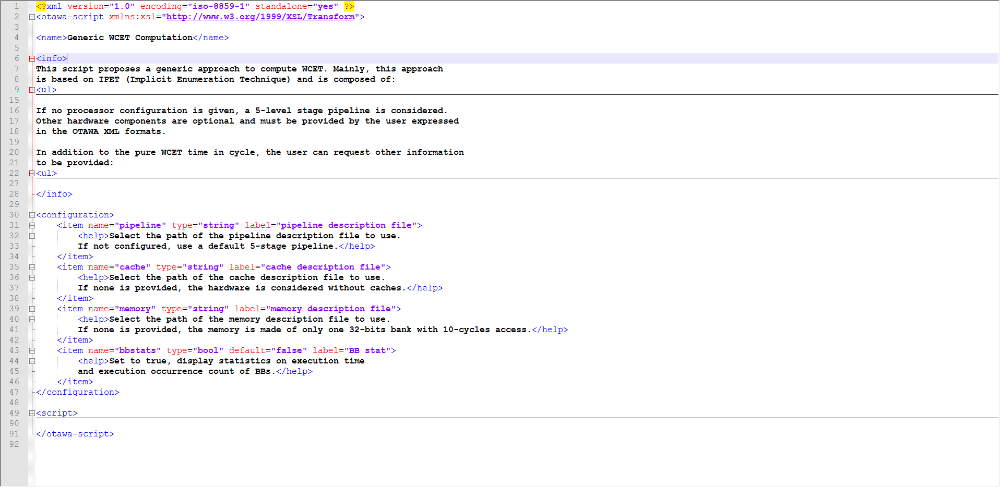 1 <?xml version="1.0" encoding="iso-8859-1" standalone="yes" ?>
2 <otawa-script xmlns:xsl="http://www.w3.org/1999/XSL/Transform">
3
4 <name>Generic WCET Computation</name>
5
6 <info>
7 This script proposes a generic approach to compute WCET. Mainly, this approach
8 is based on IPET (Implicit Enumeration Technique) and is composed of:
9 <ul>
15
16 If no processor configuration is given, a 5-level stage pipeline is considered.
17 Other hardware components are optional and must be provided by the user expressed
18 in the OTAWA XML formats.
19
20 In addition to the pure WCET time in cycle, the user can request other information
21 to be provided:
22 <ul>
27
28 </info>
29
30 <configuration>
31     <item name="pipeline" type="string" label="pipeline description file">
32         <help>Select the path of the pipeline description file to use.
33         If not configured, use a default 5-stage pipeline.</help>
34     </item>
35     <item name="cache" type="string" label="cache description file">
36         <help>Select the path of the cache description file to use.
37         If none is provided, the hardware is considered without caches.</help>
38     </item>
39     <item name="memory" type="string" label="memory description file">
40         <help>Select the path of the memory description file to use.
41         If none is provided, the memory is made of only one 32-bits bank with 10-cycles access.</help>
42     </item>
43     <item name="bbstats" type="bool" default="false" label="BB stat">
44         <help>Set to true, display statistics on execution time
45         and execution occurrence count of BBs.</help>
46     </item>
47 </configuration>
48
49 <script>
90
91 </otawa-script>
92